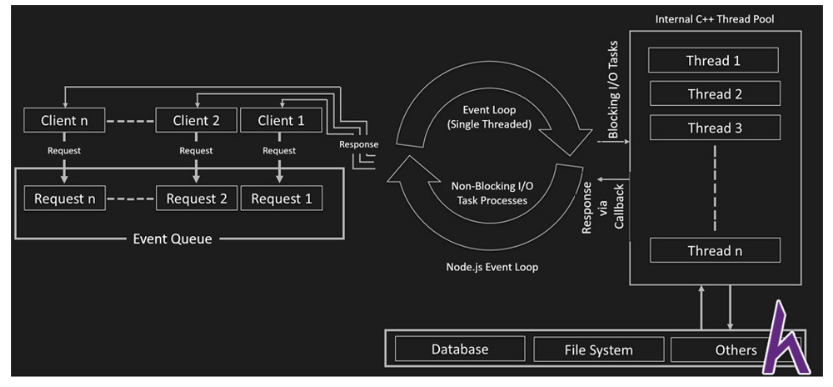 Internal C++ Thread Pool
Client n
Client 2
Client 1
Request
Request
Request
Response
Request n
Request 2
Request 1
Event Queue
Event Loop
(Single Threaded)
Non-Blocking I/O
Task Processes
Node.js Event Loop
Blocking I/O Tasks
Response
via
Callback
Thread 1
Thread 2
Thread 3
Thread n
Database
File System
Others